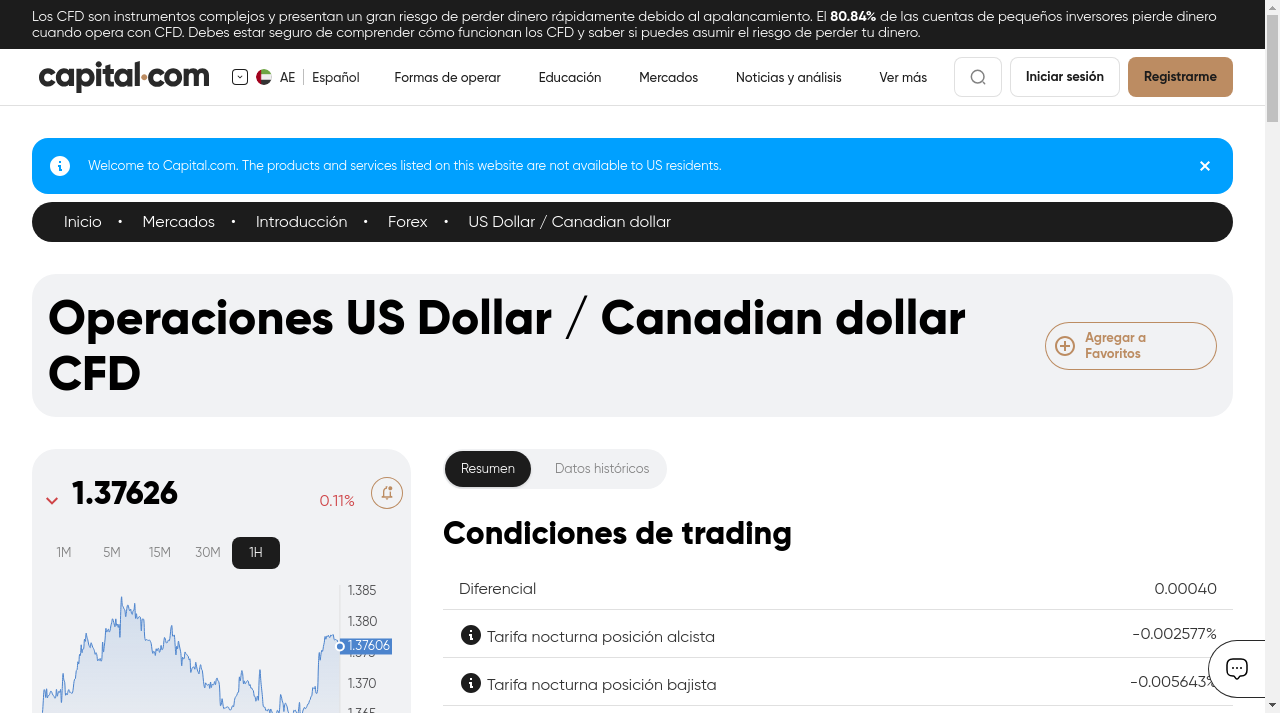 Los CFD son instrumentos complejos y presentan un gran riesgo de perder dinero rápidamente debido al apalancamiento. El 80.84% de las cuentas de pequeños inversores pierde dinero
cuando opera con CFD. Debes estar seguro de comprender cómo funcionan los CFD y saber si puedes asumir el riesgo de perder tu dinero.
capital.com AE Español Formas de operar Educación Mercados Noticias y análisis Ver más Iniciar sesión Registrarme
Welcome to Capital.com. The products and services listed on this website are not available to US residents.
Inicio • Mercados • Introducción • Forex • US Dollar / Canadian dollar
Operaciones US Dollar / Canadian dollar
CFD
Agregar a
Favoritos
1.37626 0.11%
1M 5M 15M 30M 1H
1.385
1.380
1.37606
1.370
1.365
Resumen Datos históricos
Condiciones de trading
Diferencial 0.00040
Tarifa nocturna posición alcista -0.002577%
Tarifa nocturna posición bajista -0.005643%